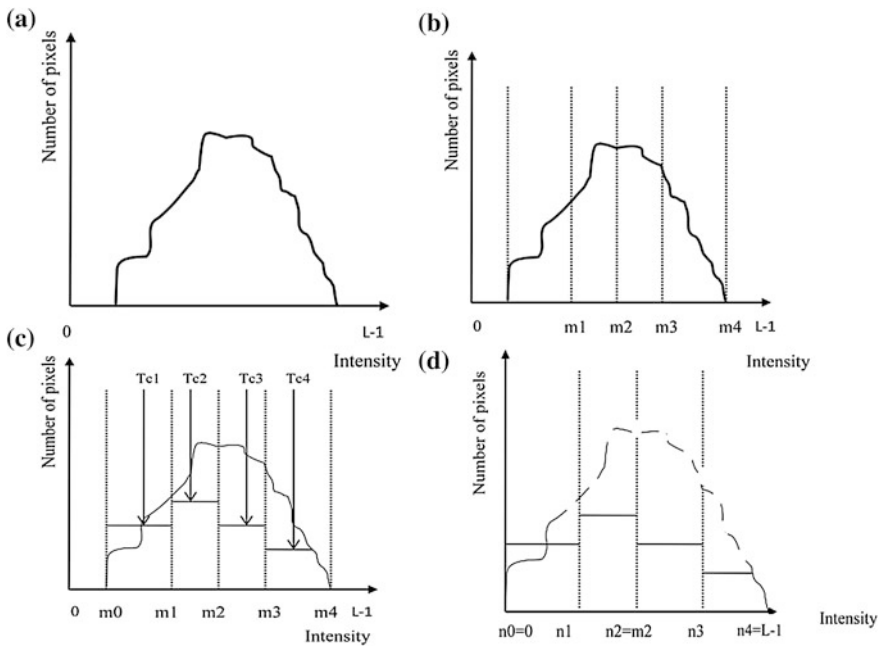 (a)
Number of pixels
0
L-1
Intensity
(b)
Number of pixels
0
m1
m2
m3
m4
L-1
Intensity
(c)
Number of pixels
Tc1
Tc2
Tc3
Tc4
0
m0
m1
m2
m3
m4
L-1
Intensity
(d)
Number of pixels
n0=0
n1
n2=m2
n3
n4=L-1
Intensity